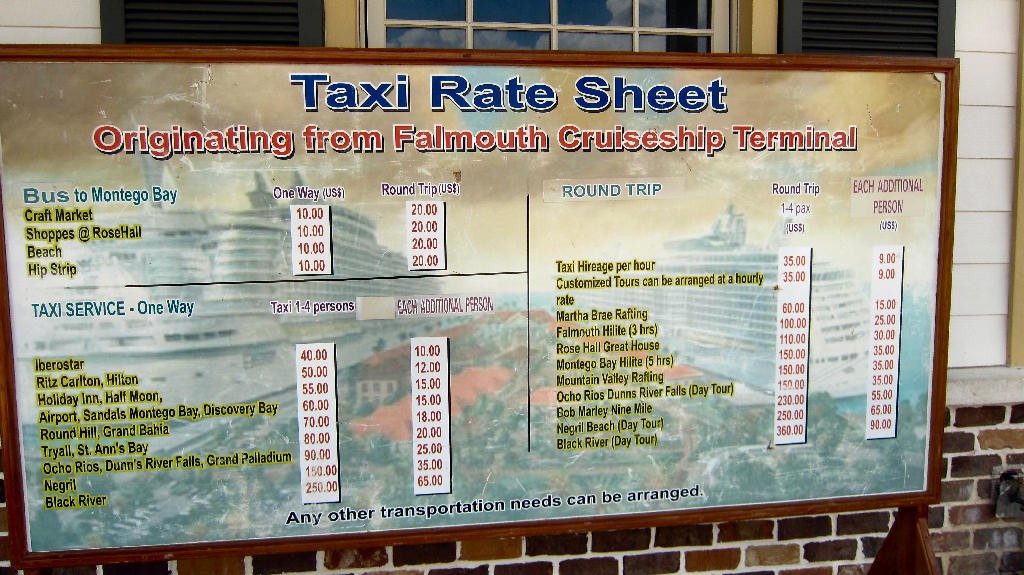 Taxi Rate Sheet
Originating from Falmouth Cruiseship Terminal
Bus to Montego Bay One Way (US$) Round Trip (US$)
Craft Market 10.00 20.00
Shoppes @ RoseHall 10.00 20.00
Beach 10.00 20.00
Hip Strip 10.00 20.00
TAXI SERVICE - One Way Taxi 1-4 persons EACH ADDITIONAL PERSON
Iberostar 40.00 10.00
Ritz Carlton, Hilton 50.00 12.00
Holiday Inn, Half Moon, 55.00 15.00
Airport, Sandals Montego Bay, Discovery Bay 60.00 15.00
Round Hill, Grand Bahia 70.00 18.00
Tryall, St. Ann's Bay 80.00 20.00
Ocho Rios, Dunn's River Falls, Grand Palladium 90.00 25.00
Negril 150.00 35.00
Black River 250.00 65.00
ROUND TRIP Round Trip EACH ADDITIONAL
1-4 pax PERSON
(US$) (US$)
Taxi Hireage per hour 35.00 9.00
Customized Tours can be arranged at a hourly 35.00 9.00
rate
Martha Brae Rafting 60.00 15.00
Falmouth Hilite (3 hrs) 100.00 25.00
Rose Hall Great House 110.00 30.00
Montego Bay Hilite (5 hrs) 150.00 35.00
Mountain Valley Rafting 150.00 35.00
Ocho Rios Dunns River Falls (Day Tour) 150.00 35.00
Bob Marley Nine Mile 230.00 55.00
Negril Beach (Day Tour) 250.00 65.00
Black River (Day Tour) 360.00 90.00
Any other transportation needs can be arranged.